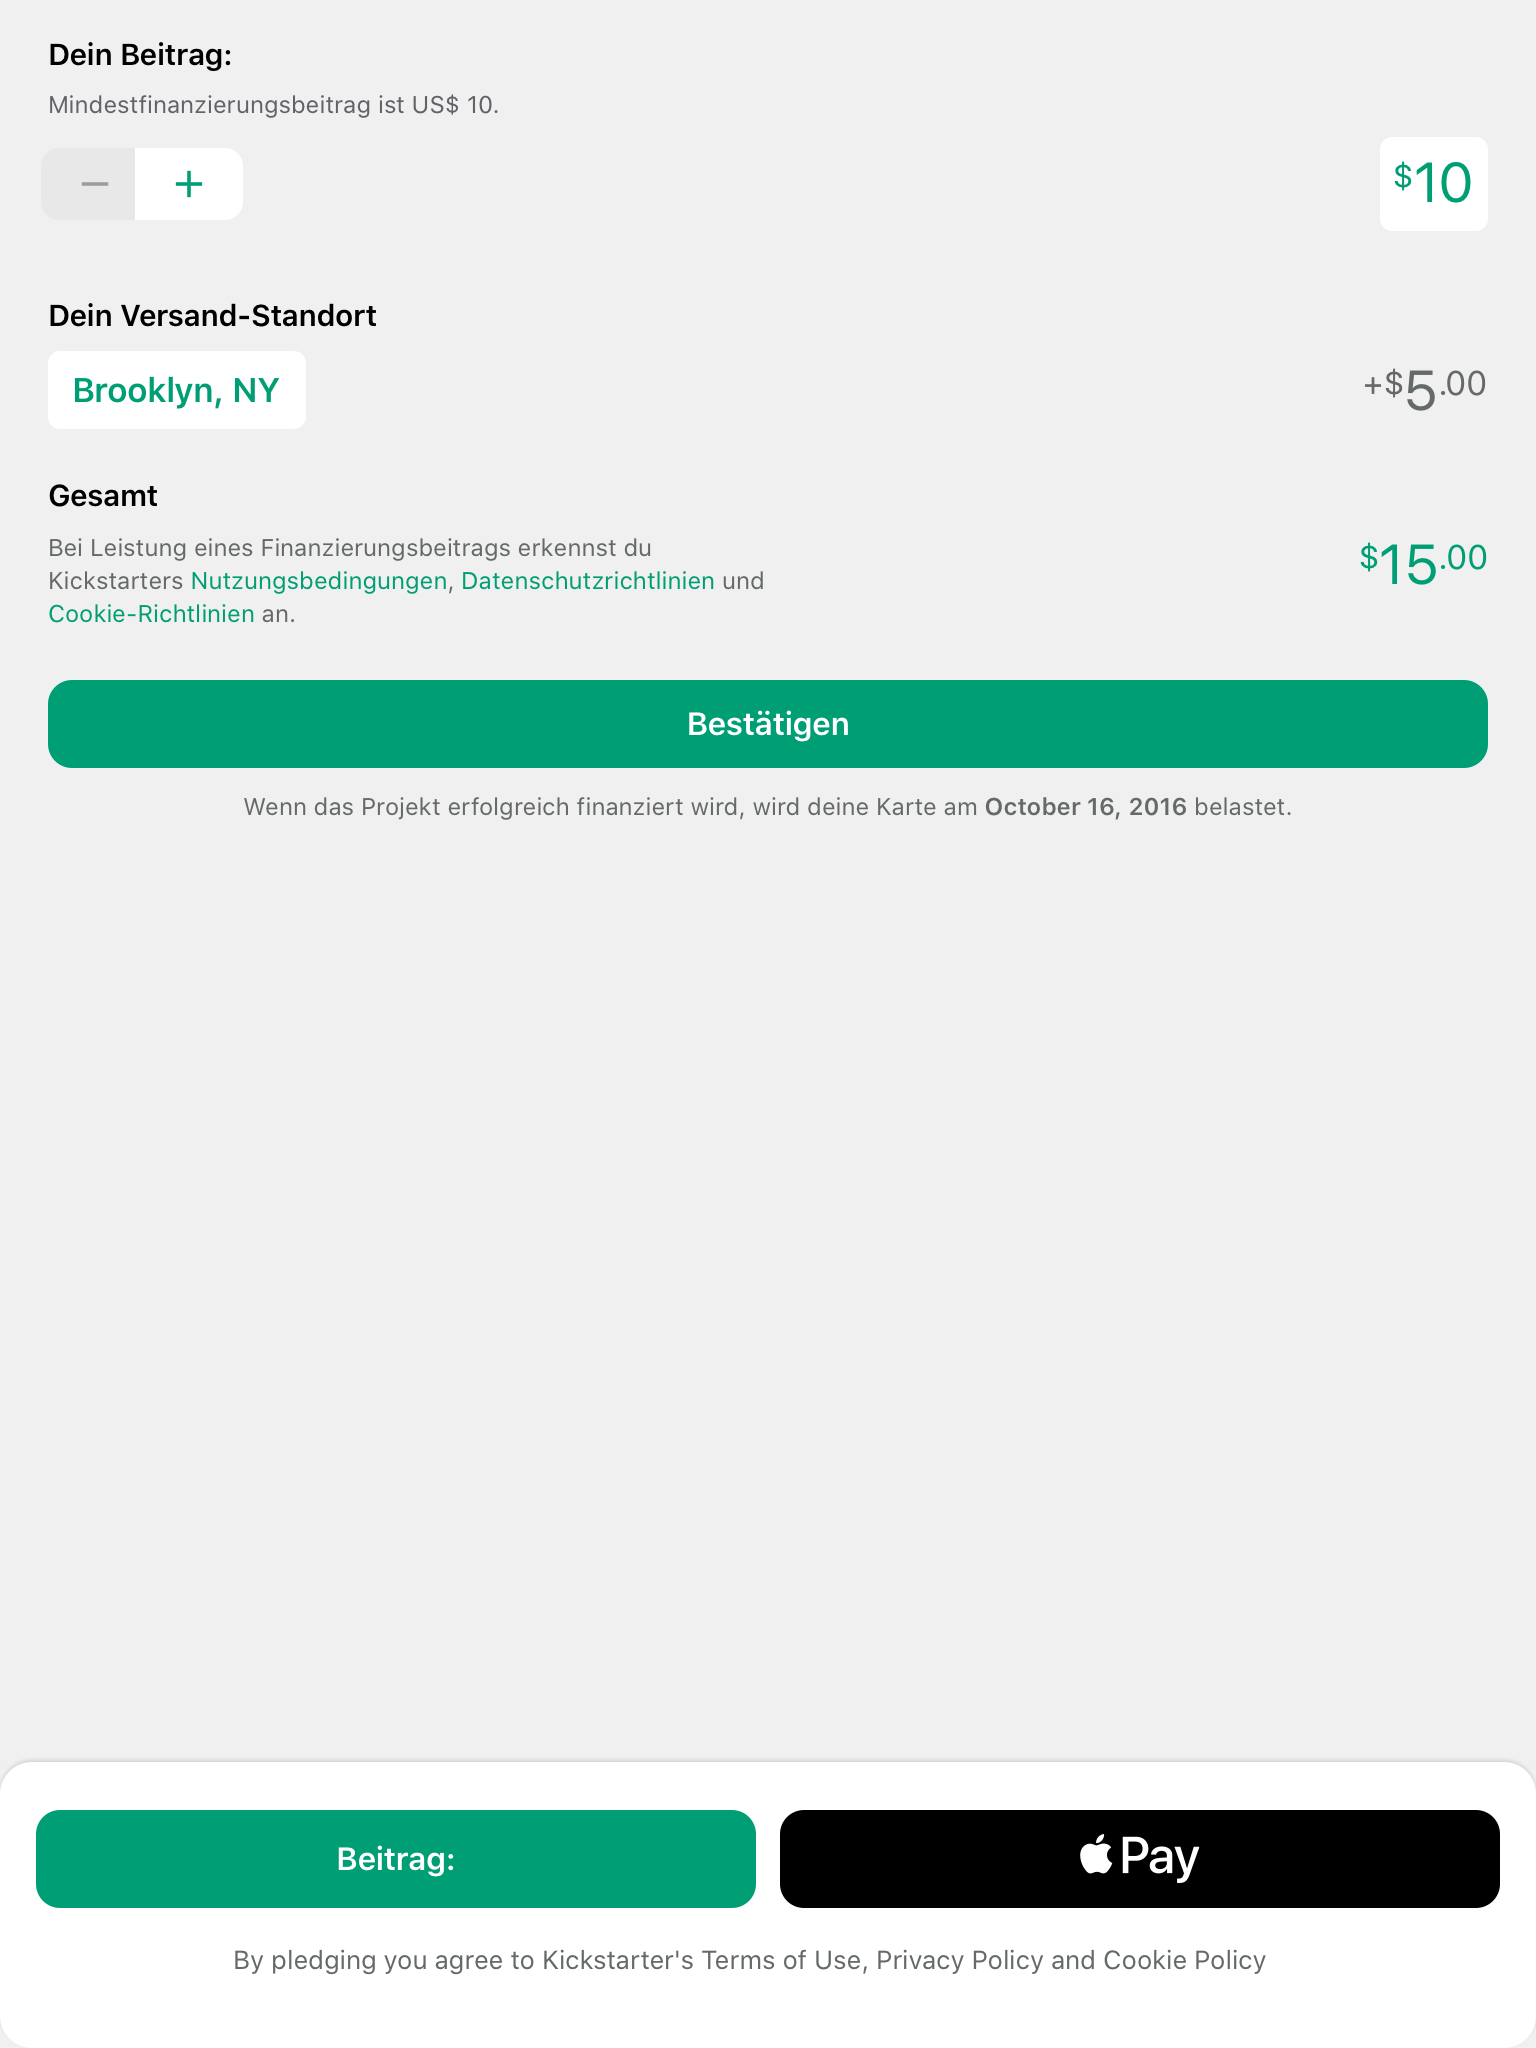 Dein Beitrag:
Mindestfinanzierungsbeitrag ist US$ 10.
− +
$10
Dein Versand-Standort
Brooklyn, NY
+$5.00
Gesamt
Bei Leistung eines Finanzierungsbeitrags erkennst du
Kickstarters Nutzungsbedingungen, Datenschutzrichtlinien und
Cookie-Richtlinien an.
$15.00
Bestätigen
Wenn das Projekt erfolgreich finanziert wird, wird deine Karte am October 16, 2016 belastet.
Beitrag:
Pay
By pledging you agree to Kickstarter's Terms of Use, Privacy Policy and Cookie Policy